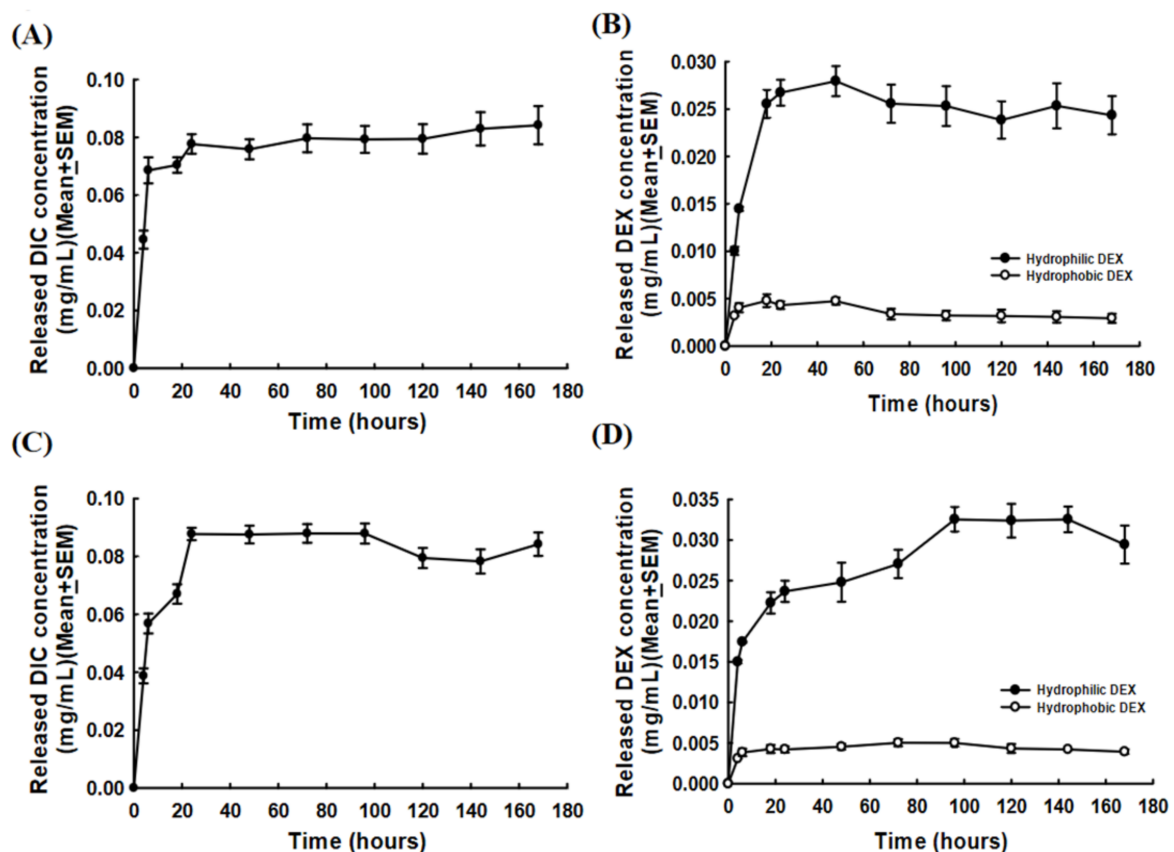 (A)
Released DIC concentration
(mg/mL)(Mean±SEM)
0.10
0.08
0.06
0.04
0.02
0.00
0 20 40 60 80 100 120 140 160 180
Time (hours)
(B)
Released DEX concentration
(mg/mL)(Mean±SEM)
0.030
0.025
0.020
0.015
0.010
0.005
0.000
Hydrophilic DEX
Hydrophobic DEX
0 20 40 60 80 100 120 140 160 180
Time (hours)
(C)
Released DIC concentration
(mg/mL)(Mean±SEM)
0.10
0.08
0.06
0.04
0.02
0.00
0 20 40 60 80 100 120 140 160 180
Time (hours)
(D)
Released DEX concentration
(mg/mL)(Mean±SEM)
0.035
0.030
0.025
0.020
0.015
0.010
0.005
0.000
Hydrophilic DEX
Hydrophobic DEX
0 20 40 60 80 100 120 140 160 180
Time (hours)